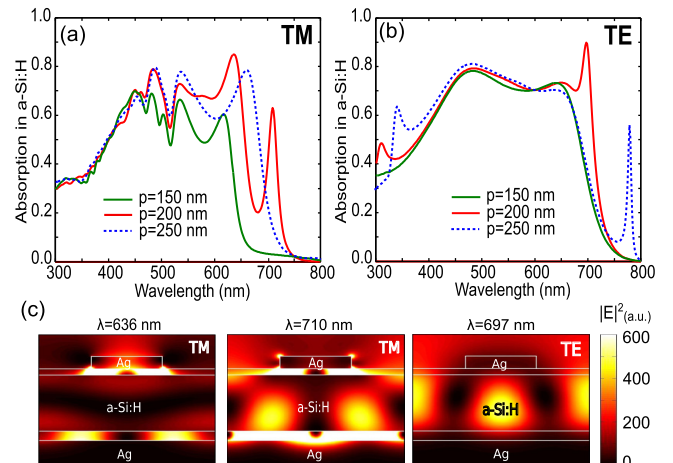 (a) TM
Absorption in a-Si:H
1.0
0.8
0.6
0.4
0.2
0.0
p=150 nm
p=200 nm
p=250 nm
300 400 500 600 700 800
Wavelength (nm)
(b) TE
Absorption in a-Si:H
1.0
0.8
0.6
0.4
0.2
0.0
p=150 nm
p=200 nm
p=250 nm
300 400 500 600 700 800
Wavelength (nm)
(c)
λ=636 nm
TM
Ag
a-Si:H
Ag
λ=710 nm
TM
Ag
a-Si:H
Ag
λ=697 nm
TE
Ag
a-Si:H
Ag
|E|²(a.u.)
600
400
200
0